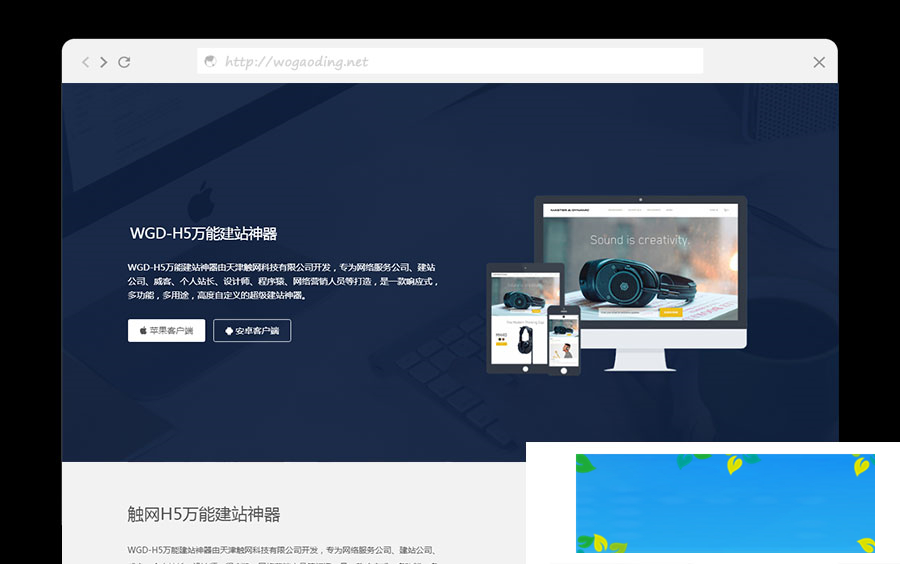 http://wogaoding.net
WGD-H5万能建站神器
WGD-H5万能建站神器由天津触网科技有限公司开发，专为网络服务公司、建站
公司、威客、个人站长、设计师、程序猿、网络营销人员等打造，是一款响应式，
多功能，多用途，高度自定义的超级建站神器。
苹果客户端
安卓客户端
MASTER & DYNAMIC
Sound is creativity.
触网H5万能建站神器
WGD-H5万能建站神器由天津触网科技有限公司开发，专为网络服务公司、建站公司、